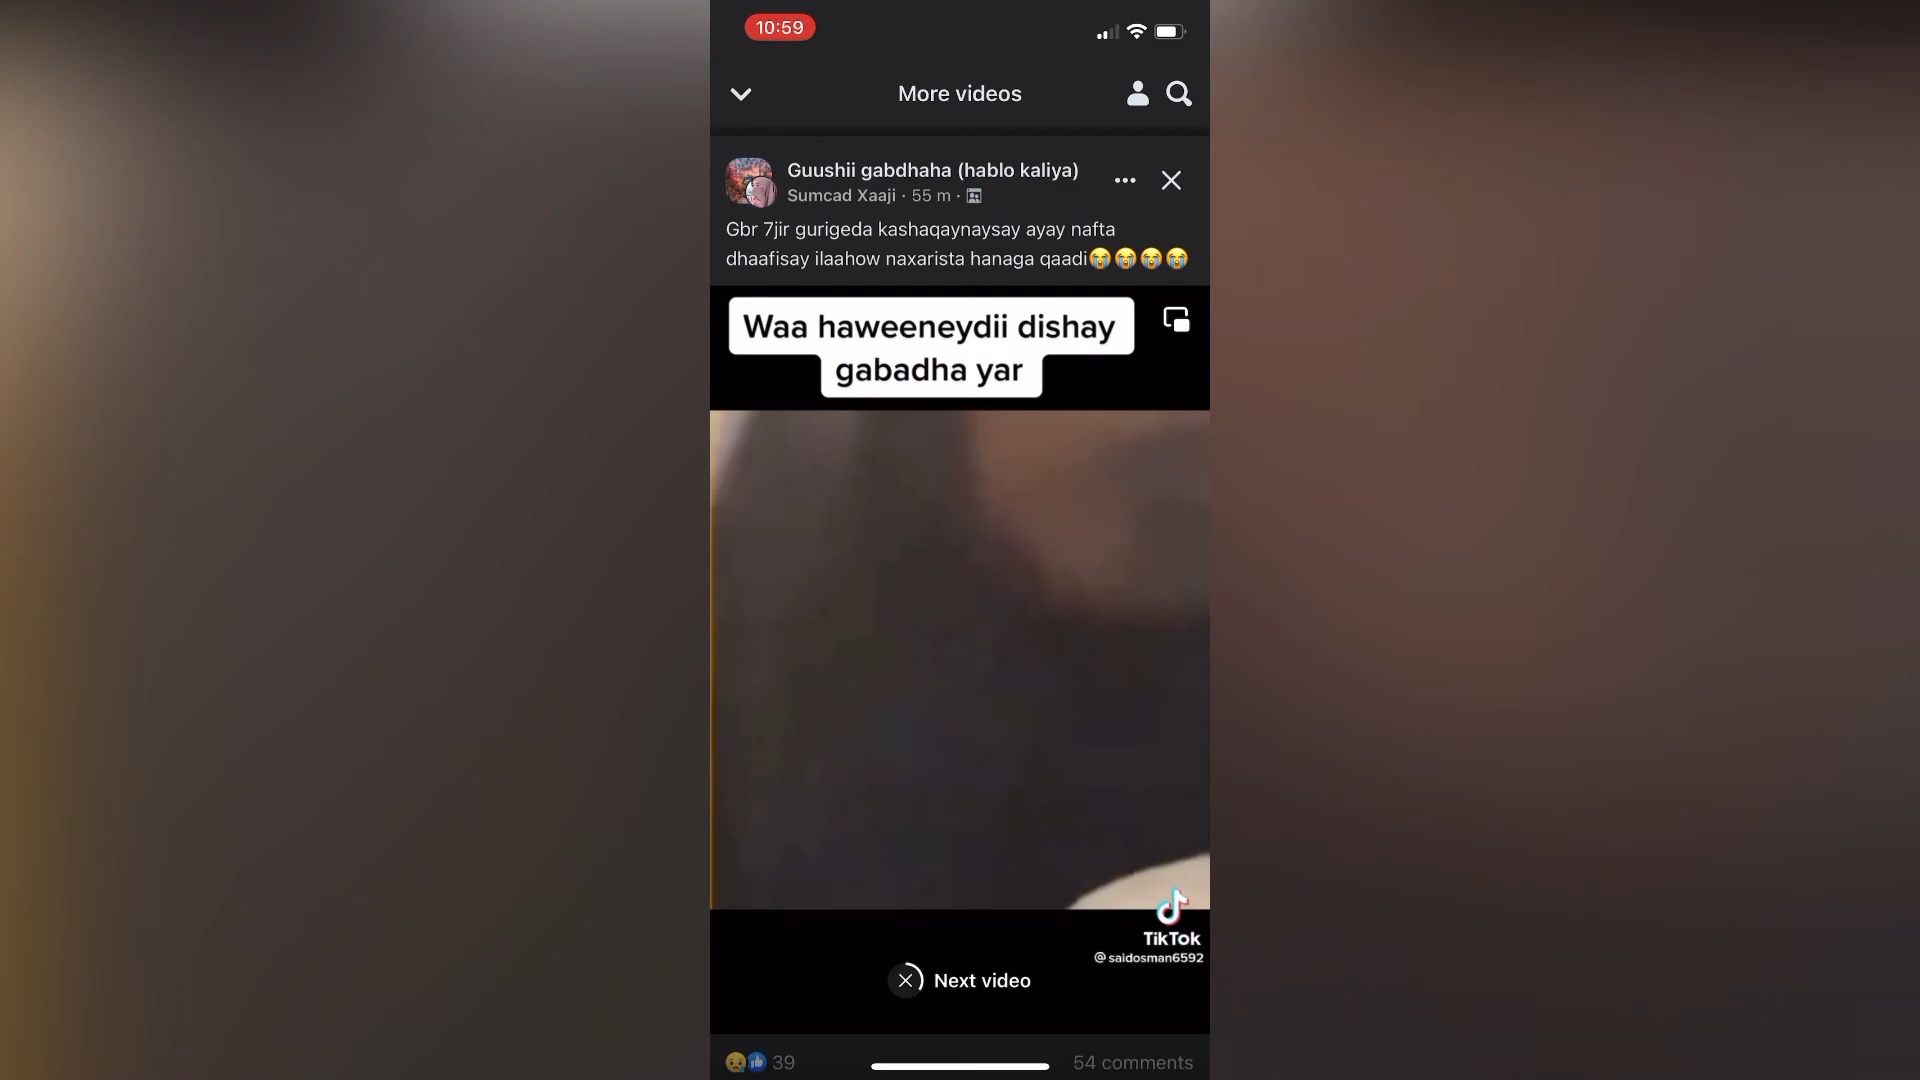 10:59
More videos
Guushii gabdhaha (hablo kaliya)
Sumcad Xaaji · 55 m ·
Gbr 7jir gurigeda kashaqaynaysay ayay nafta
dhaafisay ilaahow naxarista hanaga qaadi😭😭😭😭
Waa haweeneydii dishay
gabadha yar
TikTok
@saidosman6592
Next video
39
54 comments